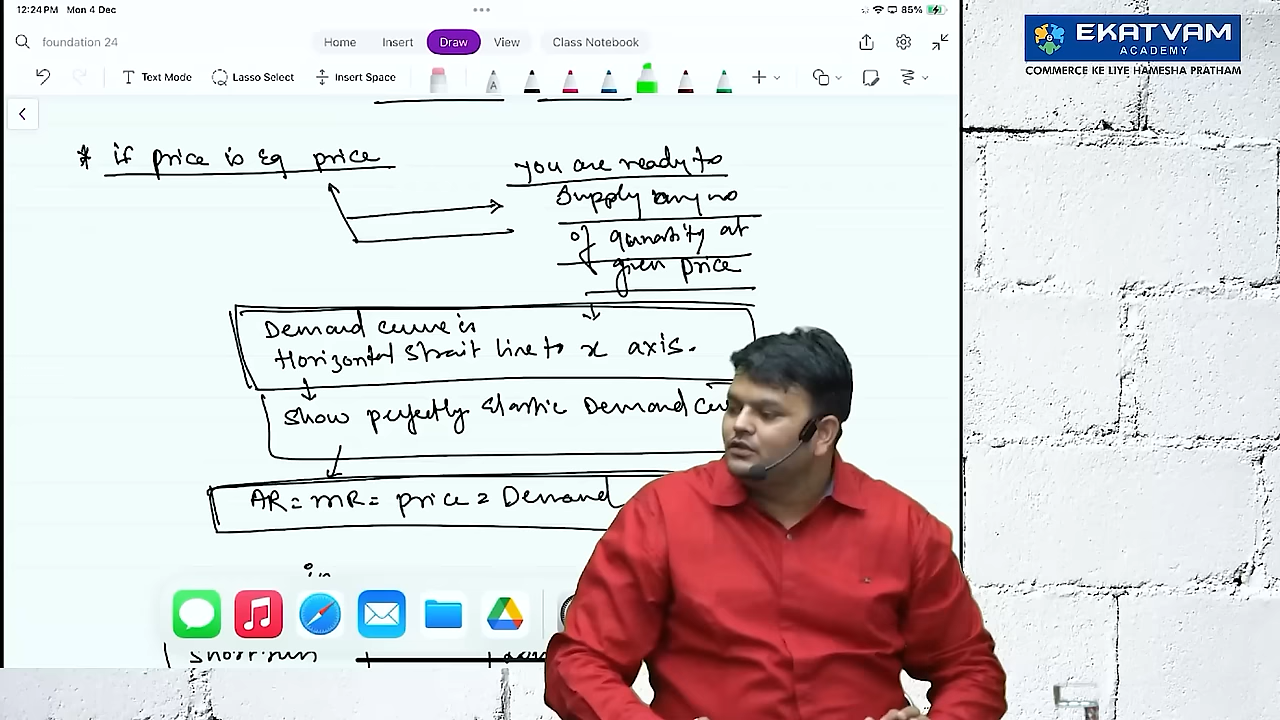 12:24 PM Mon 4 Dec
85%
foundation 24
Home Insert Draw View Class Notebook
Text Mode Lasso Select Insert Space
EKATVAM
ACADEMY
COMMERCE KE LIYE HAMESHA PRATHAM
* if price is Eq price
you are ready to
Supply any no
of quantity at
given price
Demand curve is
Horizontal Strait line to x axis.
Show perfectly Elastic Demand Cu
AR = MR = price = Demand
in
Short run